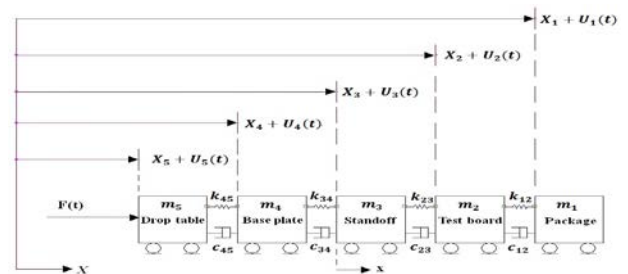 X₁ + U₁(t)
X₂ + U₂(t)
X₃ + U₃(t)
X₄ + U₄(t)
X₅ + U₅(t)
F(t)
m₅ k₄₅ m₄ k₃₄ m₃ k₂₃ m₂ k₁₂ m₁
Drop table Base plate Standoff Test board Package
c₄₅ c₃₄ c₂₃ c₁₂
X x